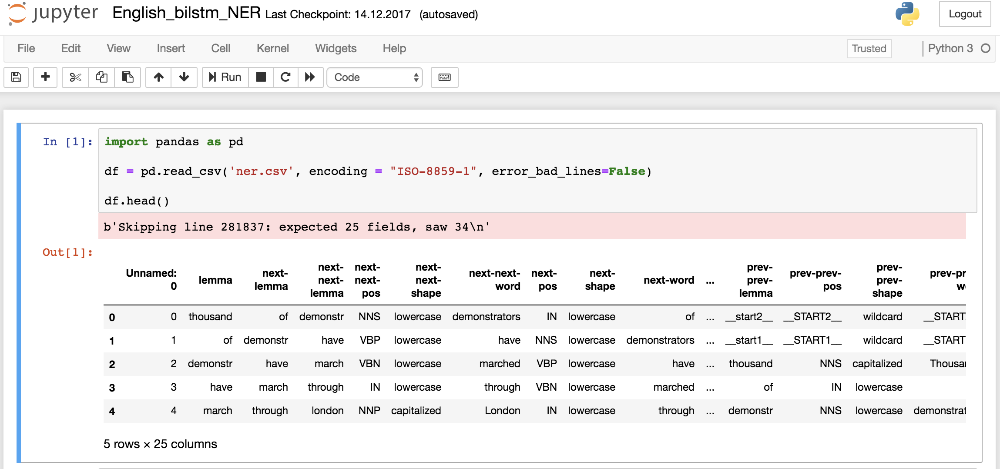 jupyter English_bilstm_NER Last Checkpoint: 14.12.2017 (autosaved) Logout
File Edit View Insert Cell Kernel Widgets Help Trusted Python 3
Run Code
In [1]: import pandas as pd
df = pd.read_csv('ner.csv', encoding = "ISO-8859-1", error_bad_lines=False)
df.head()
b'Skipping line 281837: expected 25 fields, saw 34\n'
Out[1]:
Unnamed: 0 lemma next-lemma next-next-lemma next-next-pos next-next-shape next-next-word next-pos next-shape next-word ... prev-prev-lemma prev-prev-pos prev-prev-shape prev-pr
0 0 thousand of demonstr NNS lowercase demonstrators IN lowercase of ... __start2__ __START2__ wildcard __START
1 1 of demonstr have VBP lowercase have NNS lowercase demonstrators ... __start1__ __START1__ wildcard __START
2 2 demonstr have march VBN lowercase marched VBP lowercase have ... thousand NNS capitalized Thousa
3 3 have march through IN lowercase through VBN lowercase marched ... of IN lowercase
4 4 march through london NNP capitalized London IN lowercase through ... demonstr NNS lowercase demonstrat
5 rows × 25 columns